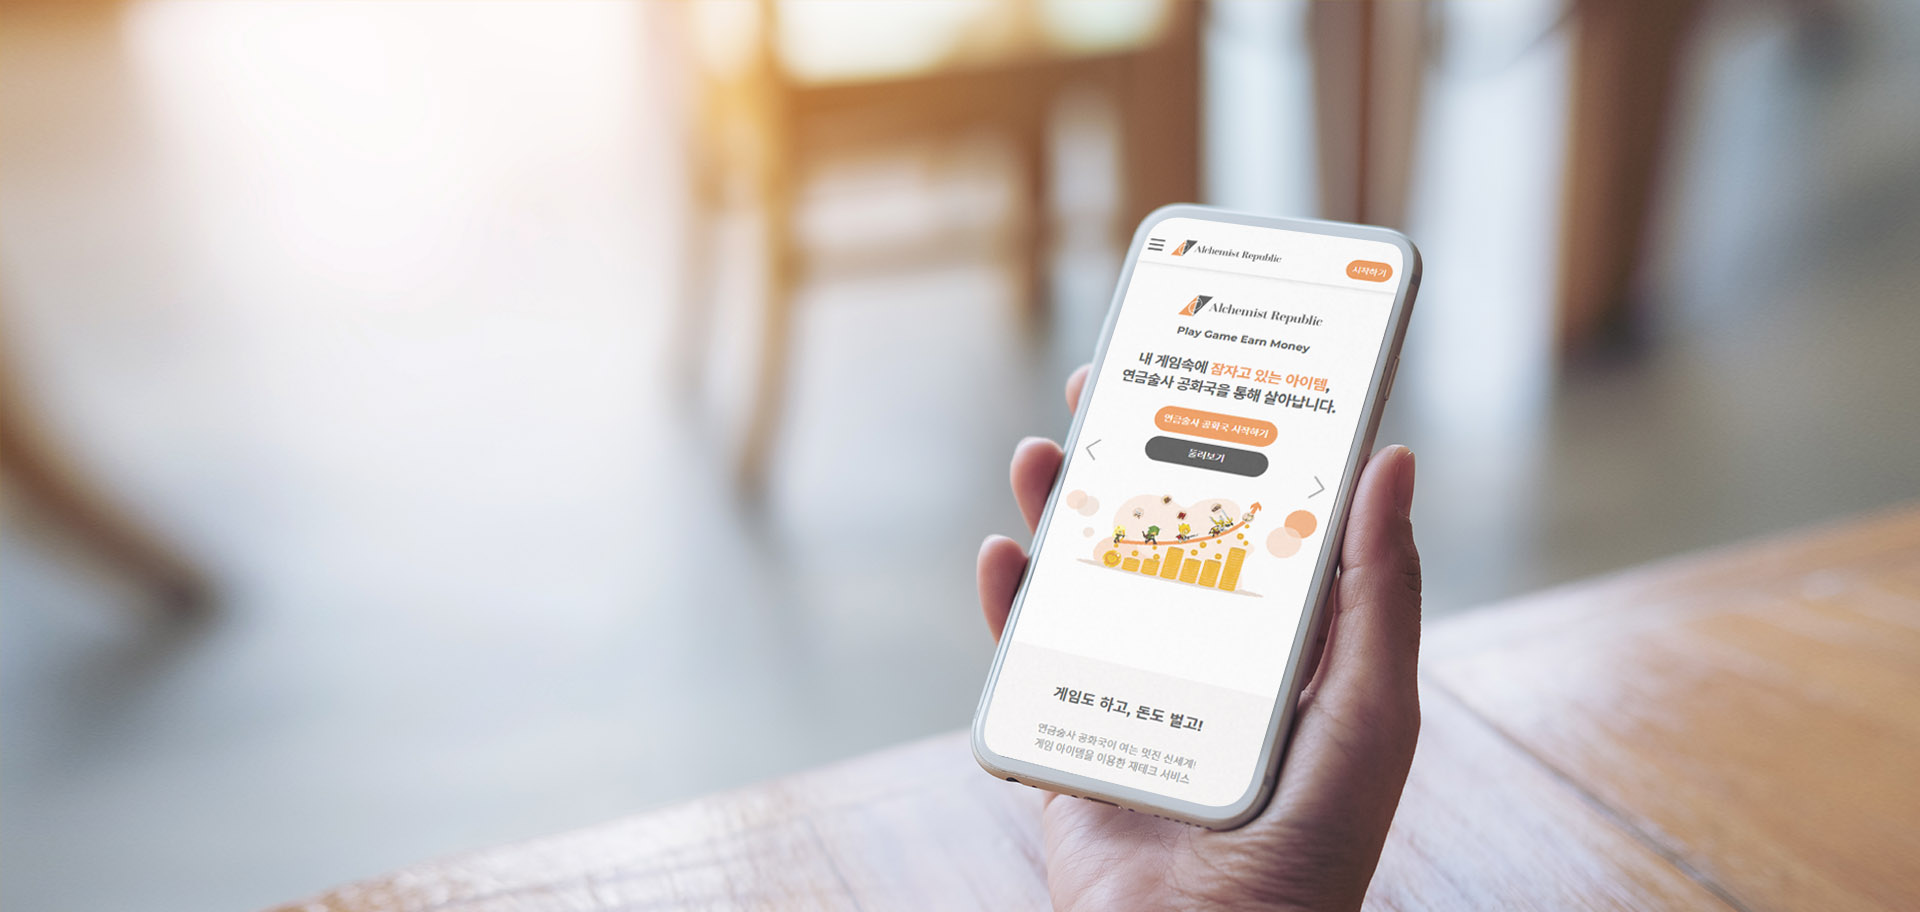 Alchemist Republic
시작하기
Alchemist Republic
Play Game Earn Money
내 게임속에 잠자고 있는 아이템,
연금술사 공화국을 통해 살아납니다.
연금술사 공화국 시작하기
둘러보기
게임도 하고, 돈도 벌고!
연금술사 공화국이 여는 멋진 신세계!
게임 아이템을 이용한 재테크 서비스